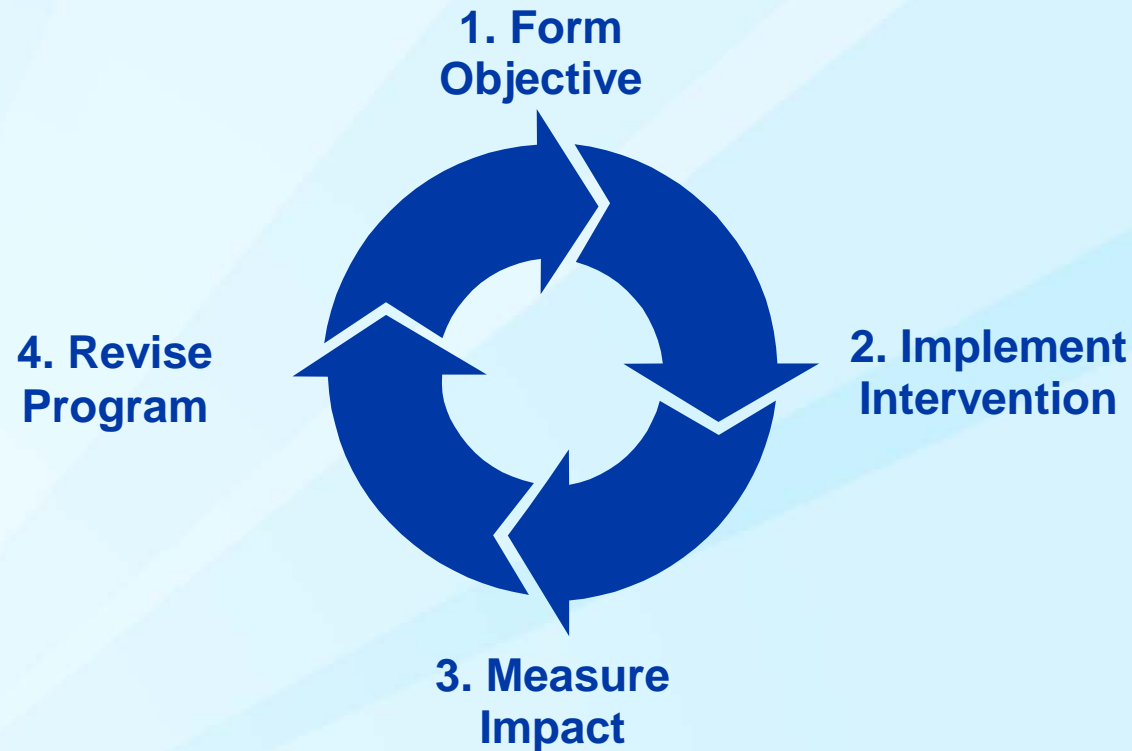 1. Form
Objective
2. Implement
Intervention
3. Measure
Impact
4. Revise
Program